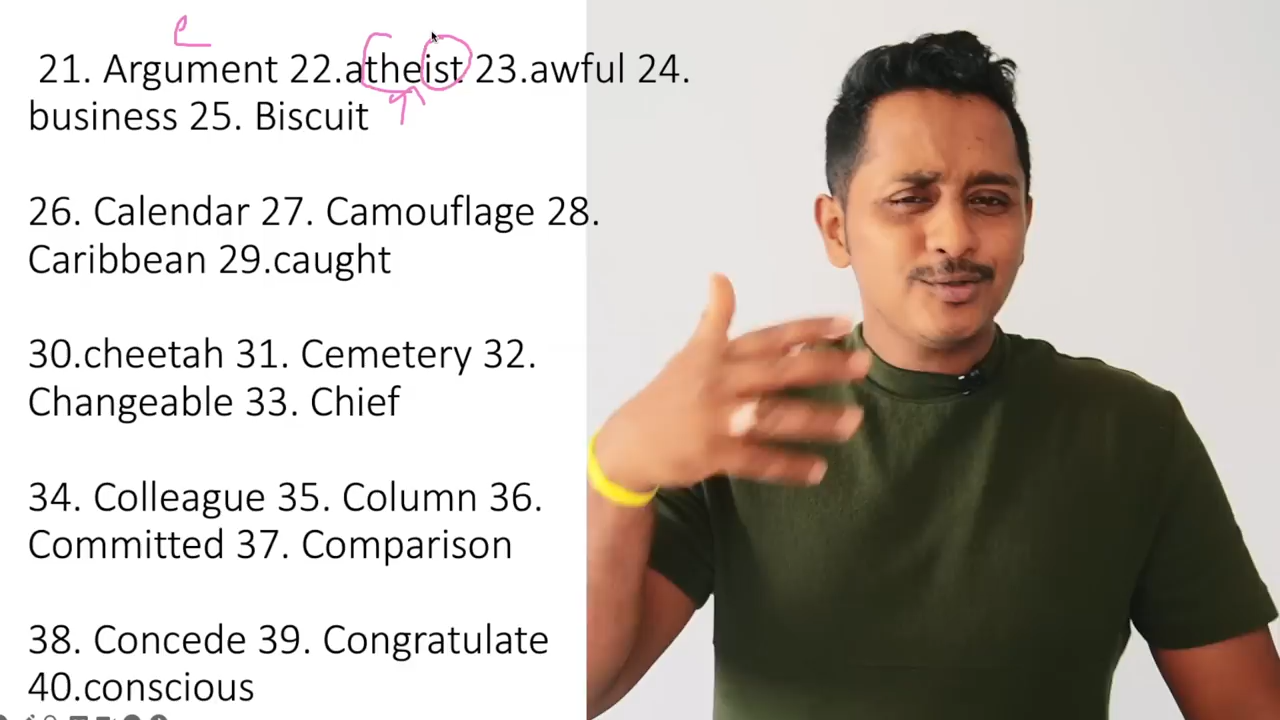 e
21. Argument 22.atheist 23.awful 24.
business 25. Biscuit
26. Calendar 27. Camouflage 28.
Caribbean 29.caught
30.cheetah 31. Cemetery 32.
Changeable 33. Chief
34. Colleague 35. Column 36.
Committed 37. Comparison
38. Concede 39. Congratulate
40.conscious